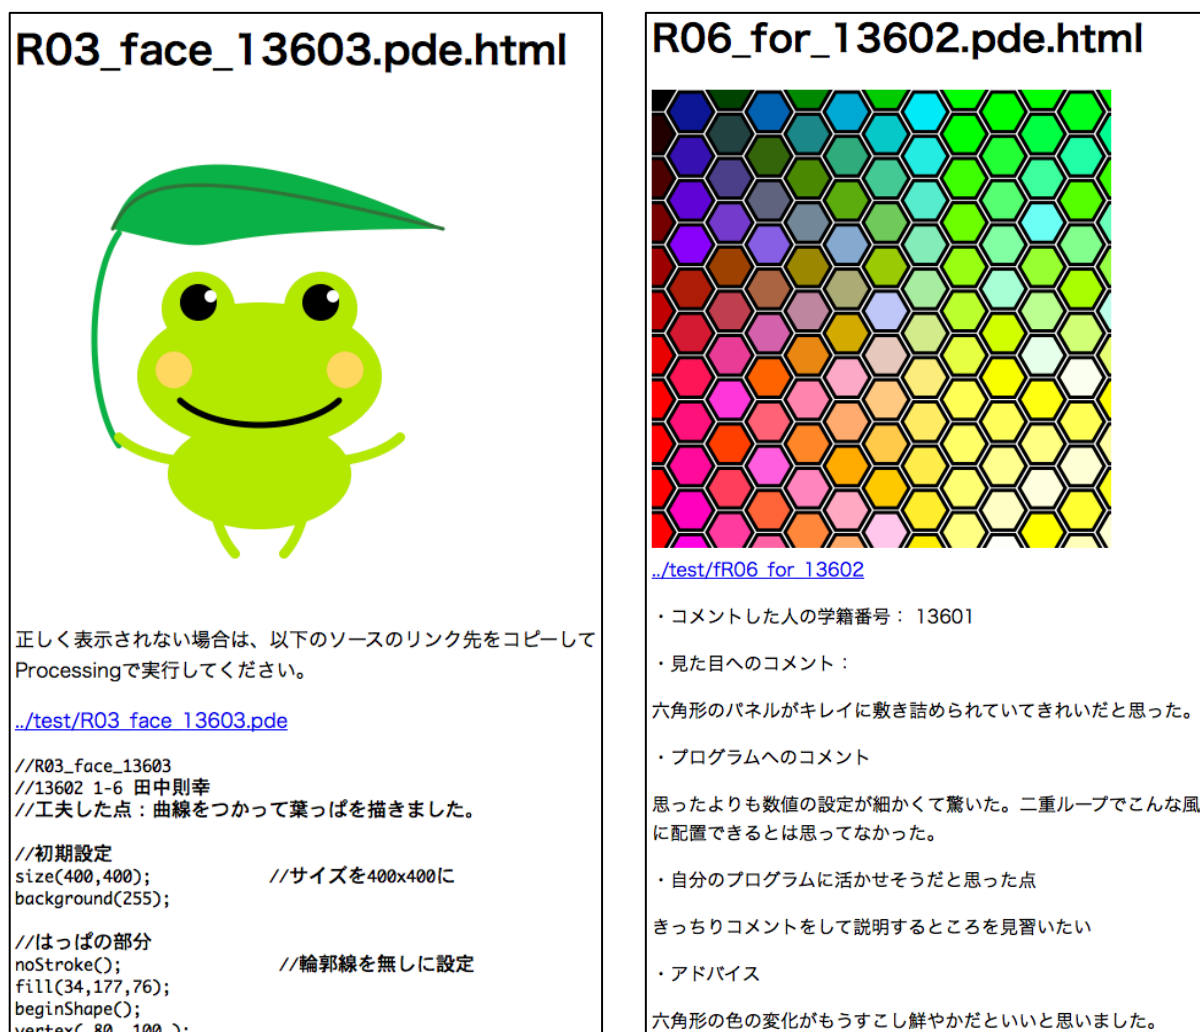 R03_face_13603.pde.html
正しく表示されない場合は、以下のソースのリンク先をコピーして
Processingで実行してください。
../test/R03_face_13603.pde
//R03_face_13603
//13602 1-6 田中則幸
//工夫した点：曲線をつかって葉っぱを描きました。
//初期設定
size(400,400); //サイズを400x400に
background(255);
//はっぱの部分
noStroke(); //輪郭線を無しに設定
fill(34,177,76);
beginShape();
vertex( 80, 100 );
R06_for_13602.pde.html
../test/fR06_for_13602
・コメントした人の学籍番号： 13601
・見た目へのコメント：
六角形のパネルがキレイに敷き詰められていてきれいだと思った。
・プログラムへのコメント
思ったよりも数値の設定が細かくて驚いた。二重ループでこんな風
に配置できるとは思ってなかった。
・自分のプログラムに活かせそうだと思った点
きっちりコメントをして説明するところを見習いたい
・アドバイス
六角形の色の変化がもうすこし鮮やかだといいと思いました。